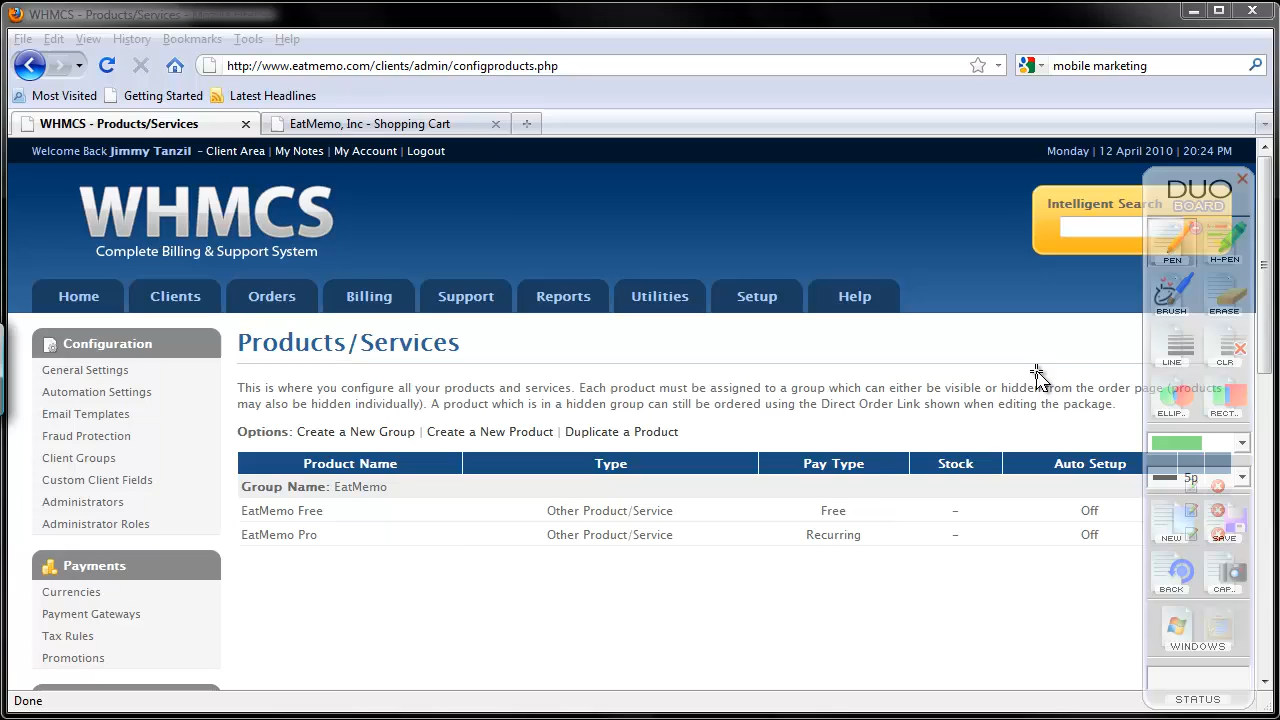 WHMCS - Products/Services -
File Edit View History Bookmarks Tools Help
http://www.eatmemo.com/clients/admin/configproducts.php
mobile marketing
Most Visited Getting Started Latest Headlines
WHMCS - Products/Services
EatMemo, Inc - Shopping Cart
Welcome Back Jimmy Tanzil - Client Area | My Notes | My Account | Logout
Monday | 12 April 2010 | 20:24 PM
WHMCS
Complete Billing & Support System
Intelligent Search
DUO
BOARD
PEN H-PEN
BRUSH ERASE
LINE CLR
ELLIP.. RECT..
5p
NEW SAVE
BACK CAP..
WINDOWS
STATUS
Home Clients Orders Billing Support Reports Utilities Setup Help
Configuration
General Settings
Automation Settings
Email Templates
Fraud Protection
Client Groups
Custom Client Fields
Administrators
Administrator Roles
Payments
Currencies
Payment Gateways
Tax Rules
Promotions
Products/Services
This is where you configure all your products and services. Each product must be assigned to a group which can either be visible or hidden from the order page (products
may also be hidden individually). A product which is in a hidden group can still be ordered using the Direct Order Link shown when editing the package.
Options: Create a New Group | Create a New Product | Duplicate a Product
Product Name Type Pay Type Stock Auto Setup
Group Name: EatMemo
EatMemo Free Other Product/Service Free - Off
EatMemo Pro Other Product/Service Recurring - Off
Done